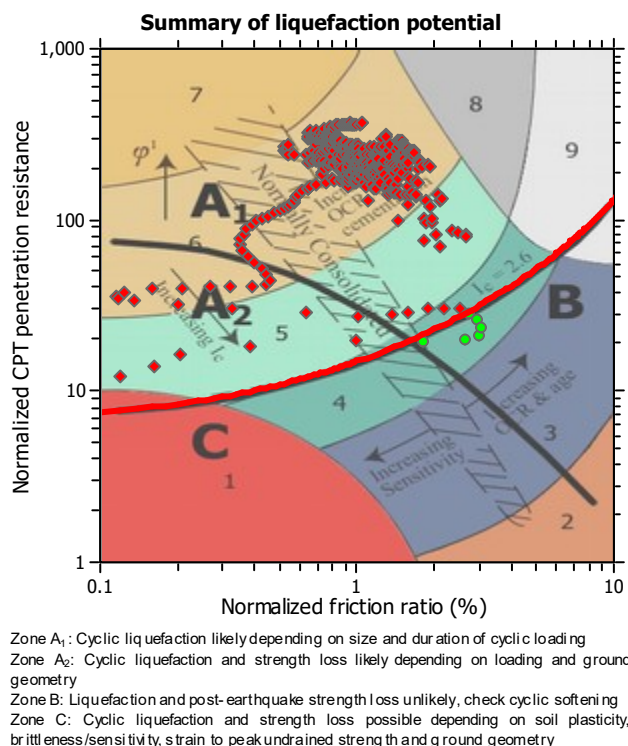 Summary of liquefaction potential
1,000
7
8
9
φ'
A1
Normally Consolidated
Increasing
OCR
cementation
100
6
Ic = 2.6
A2
B
Increasing Ic
5
10
4
Increasing
OCR & age
C
3
Increasing
Sensitivity
1
2
1
0.1
1
10
Normalized CPT penetration resistance
Normalized friction ratio (%)
Zone A1: Cyclic liquefaction likely depending on size and duration of cyclic loading
Zone A2: Cyclic liquefaction and strength loss likely depending on loading and ground
geometry
Zone B: Liquefaction and post-earthquake strength loss unlikely, check cyclic softening
Zone C: Cyclic liquefaction and strength loss possible depending on soil plasticity,
brittleness/sensitivity, strain to peak undrained strength and ground geometry